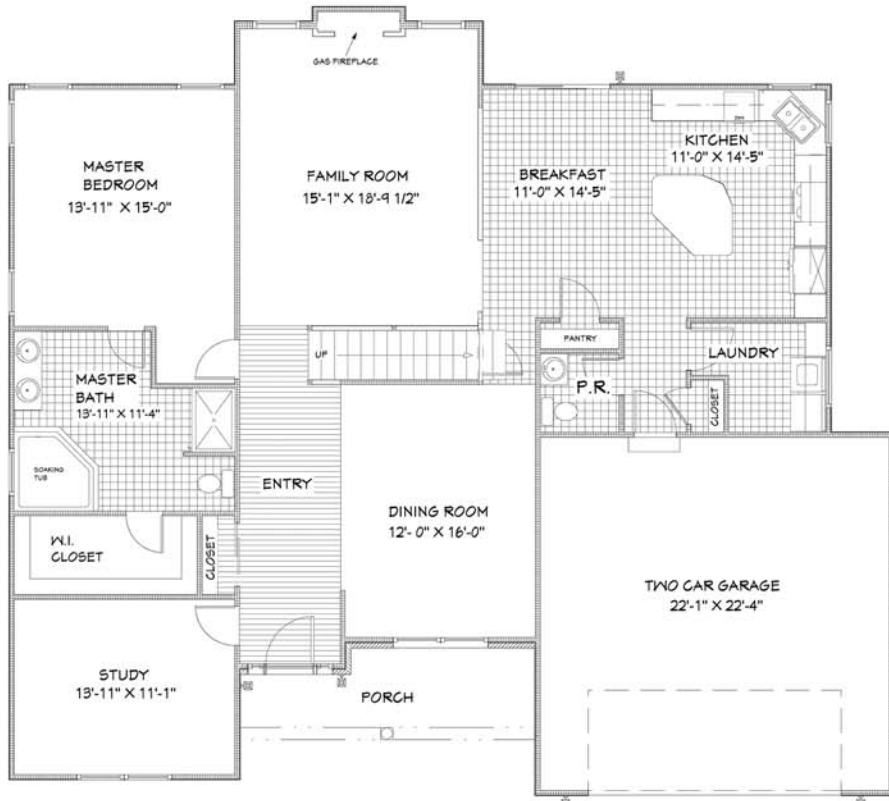 GAS FIREPLACE
MASTER
BEDROOM
13'-11" X 15'-0"
FAMILY ROOM
15'-1" X 18'-9 1/2"
BREAKFAST
11'-0" X 14'-5"
KITCHEN
11'-0" X 14'-5"
UP
PANTRY
LAUNDRY
P.R.
CLOSET
MASTER
BATH
13'-11" X 11'-4"
SOAKING
TUB
ENTRY
DINING ROOM
12'- 0" X 16'-0"
W.I.
CLOSET
CLOSET
TWO CAR GARAGE
22'-1" X 22'-4"
STUDY
13'-11" X 11'-1"
PORCH